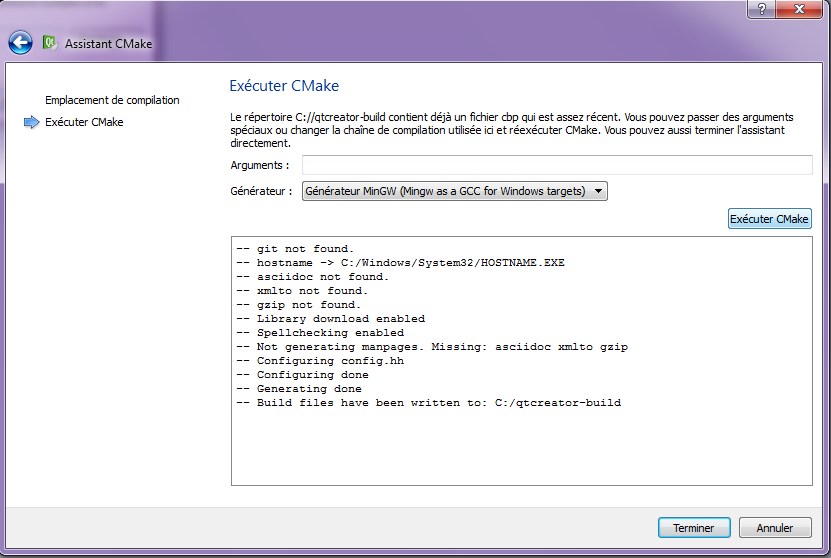 Assistant CMake
Emplacement de compilation
Exécuter CMake
Exécuter CMake
Le répertoire C://qtcreator-build contient déjà un fichier cbp qui est assez récent. Vous pouvez passer des arguments
spéciaux ou changer la chaîne de compilation utilisée ici et réexécuter CMake. Vous pouvez aussi terminer l'assistant
directement.
Arguments :
Générateur : Générateur MinGW (Mingw as a GCC for Windows targets)
Exécuter CMake
-- git not found.
-- hostname -> C:/Windows/System32/HOSTNAME.EXE
-- asciidoc not found.
-- xmlto not found.
-- gzip not found.
-- Library download enabled
-- Spellchecking enabled
-- Not generating manpages. Missing: asciidoc xmlto gzip
-- Configuring config.hh
-- Configuring done
-- Generating done
-- Build files have been written to: C:/qtcreator-build
Terminer Annuler